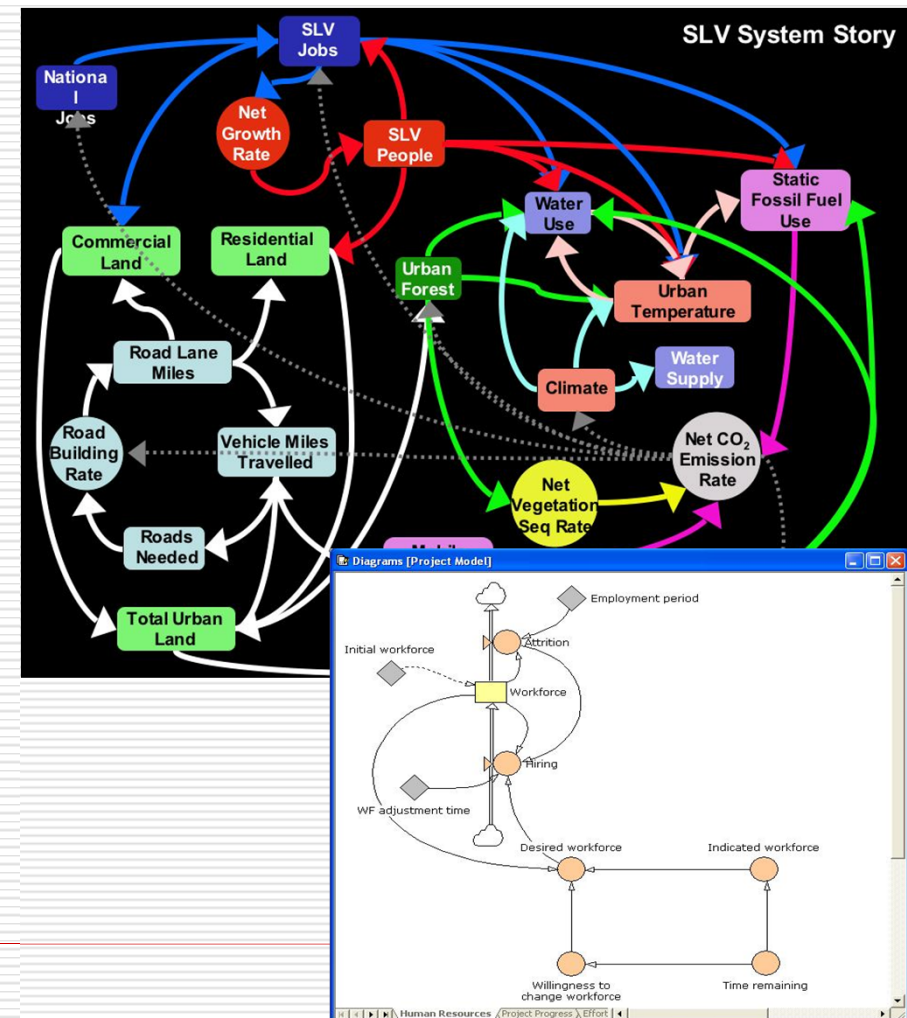 SLV System Story
SLV
Jobs
Nationa
l
Jobs
Net
Growth
Rate
SLV
People
Static
Fossil Fuel
Use
Water
Use
Commercial
Land
Residential
Land
Urban
Forest
Urban
Temperature
Road Lane
Miles
Water
Supply
Climate
Road
Building
Rate
Vehicle Miles
Travelled
Net CO₂
Emission
Rate
Net
Vegetation
Seq Rate
Roads
Needed
Total Urban
Land
Diagrams [Project Model]
Employment period
Attrition
Initial workforce
Workforce
Hiring
WF adjustment time
Desired workforce
Indicated workforce
Willingness to
change workforce
Time remaining
Human Resources
Project Progress
Effort